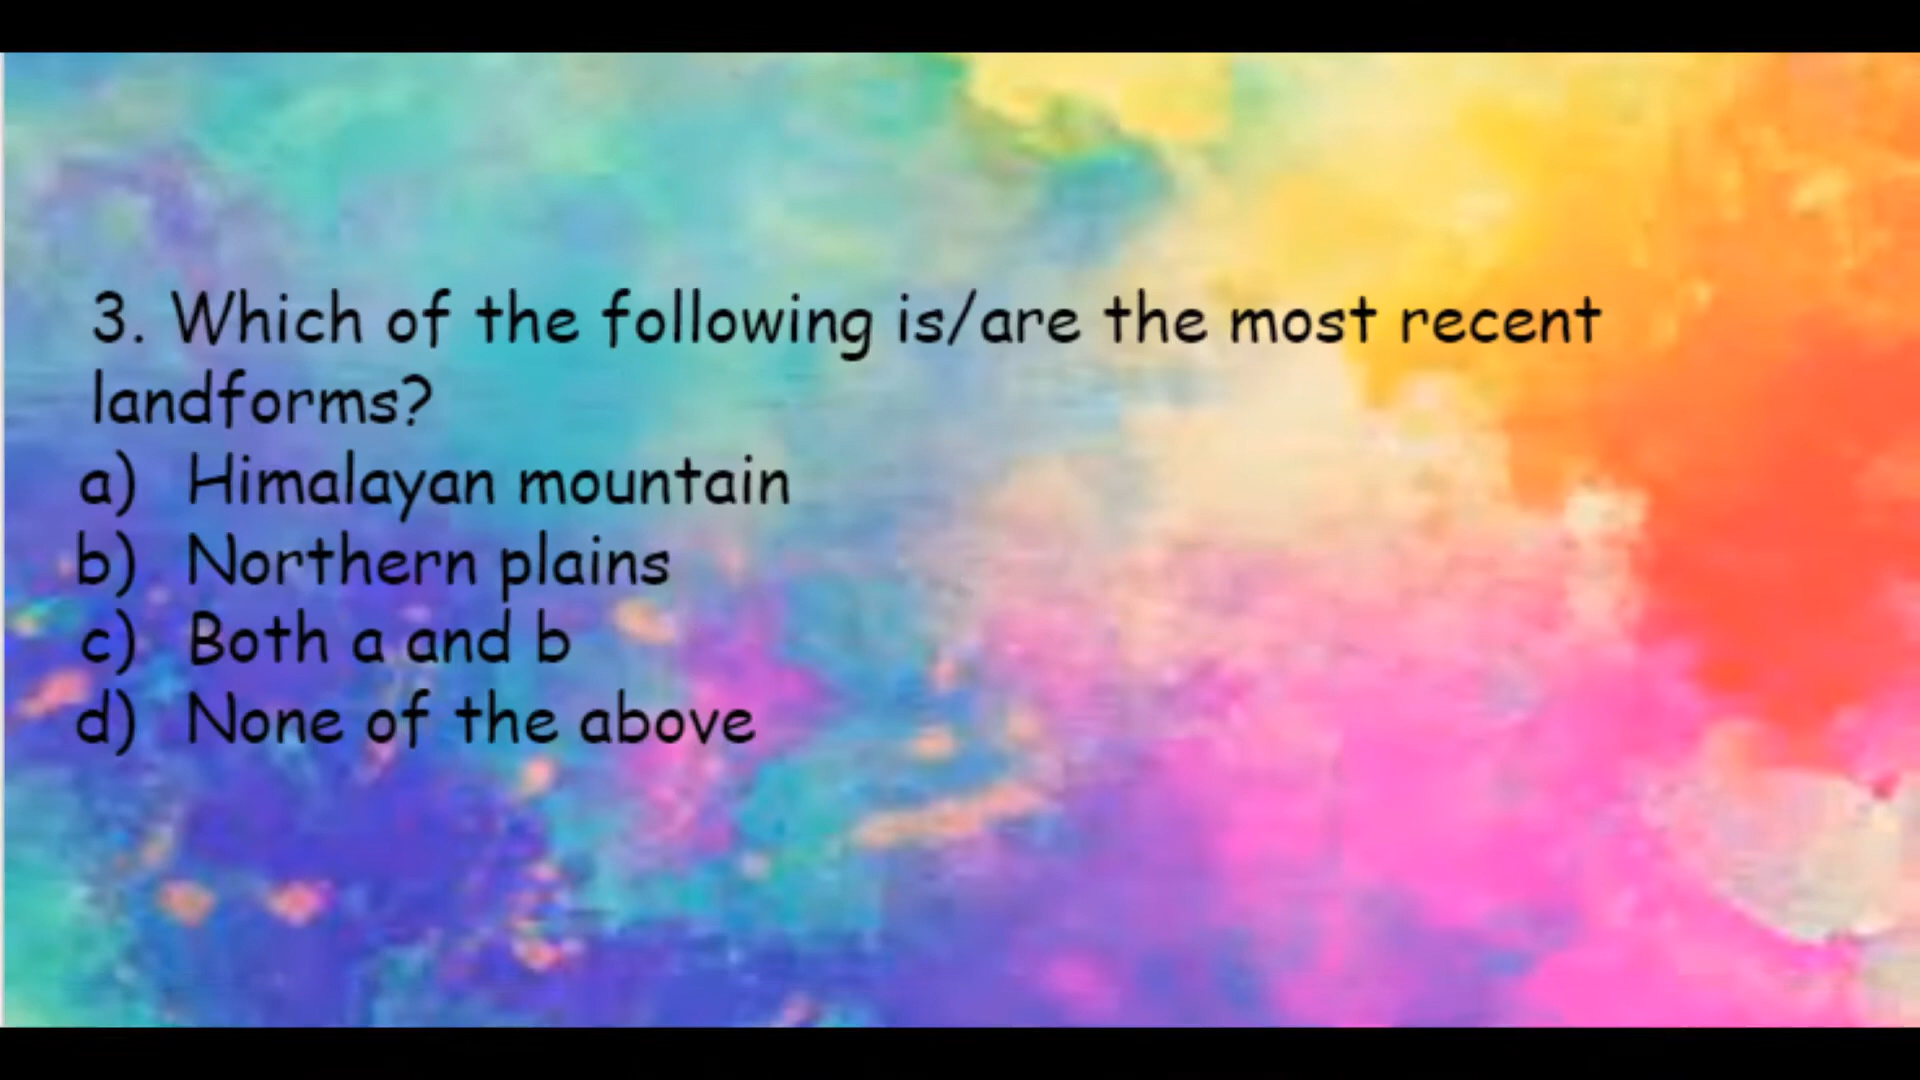 3. Which of the following is/are the most recent
landforms?
a) Himalayan mountain
b) Northern plains
c) Both a and b
d) None of the above